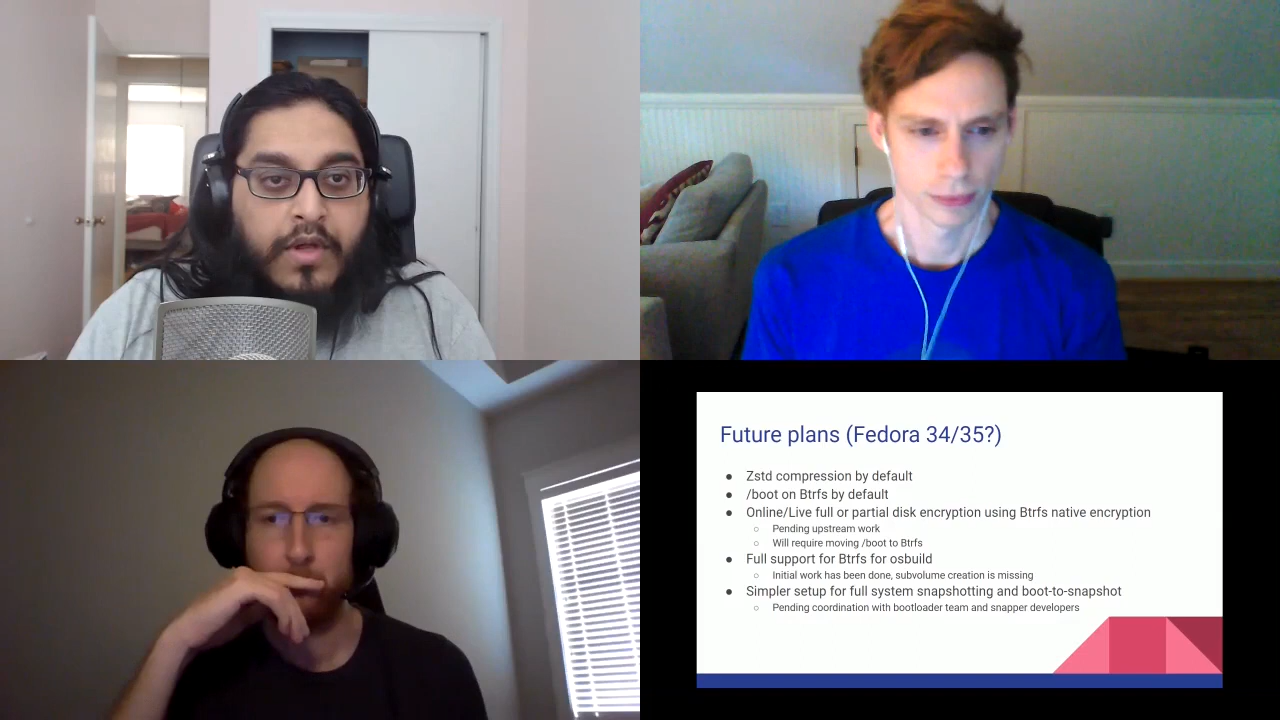 Future plans (Fedora 34/35?)
● Zstd compression by default
● /boot on Btrfs by default
● Online/Live full or partial disk encryption using Btrfs native encryption
○ Pending upstream work
○ Will require moving /boot to Btrfs
● Full support for Btrfs for osbuild
○ Initial work has been done, subvolume creation is missing
● Simpler setup for full system snapshotting and boot-to-snapshot
○ Pending coordination with bootloader team and snapper developers